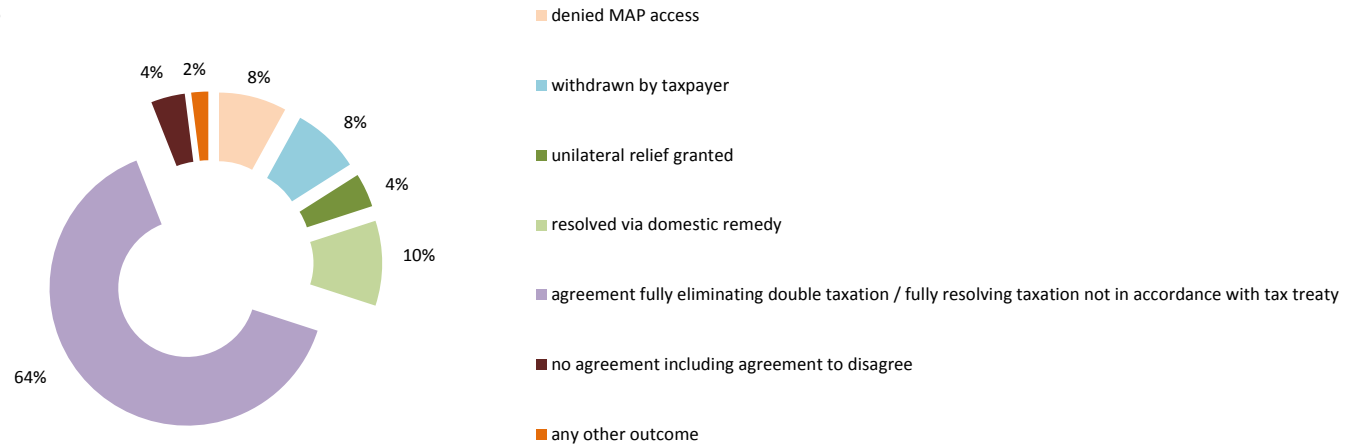 denied MAP access
4%
2%
8%
withdrawn by taxpayer
8%
unilateral relief granted
4%
resolved via domestic remedy
10%
agreement fully eliminating double taxation / fully resolving taxation not in accordance with tax treaty
no agreement including agreement to disagree
64%
any other outcome